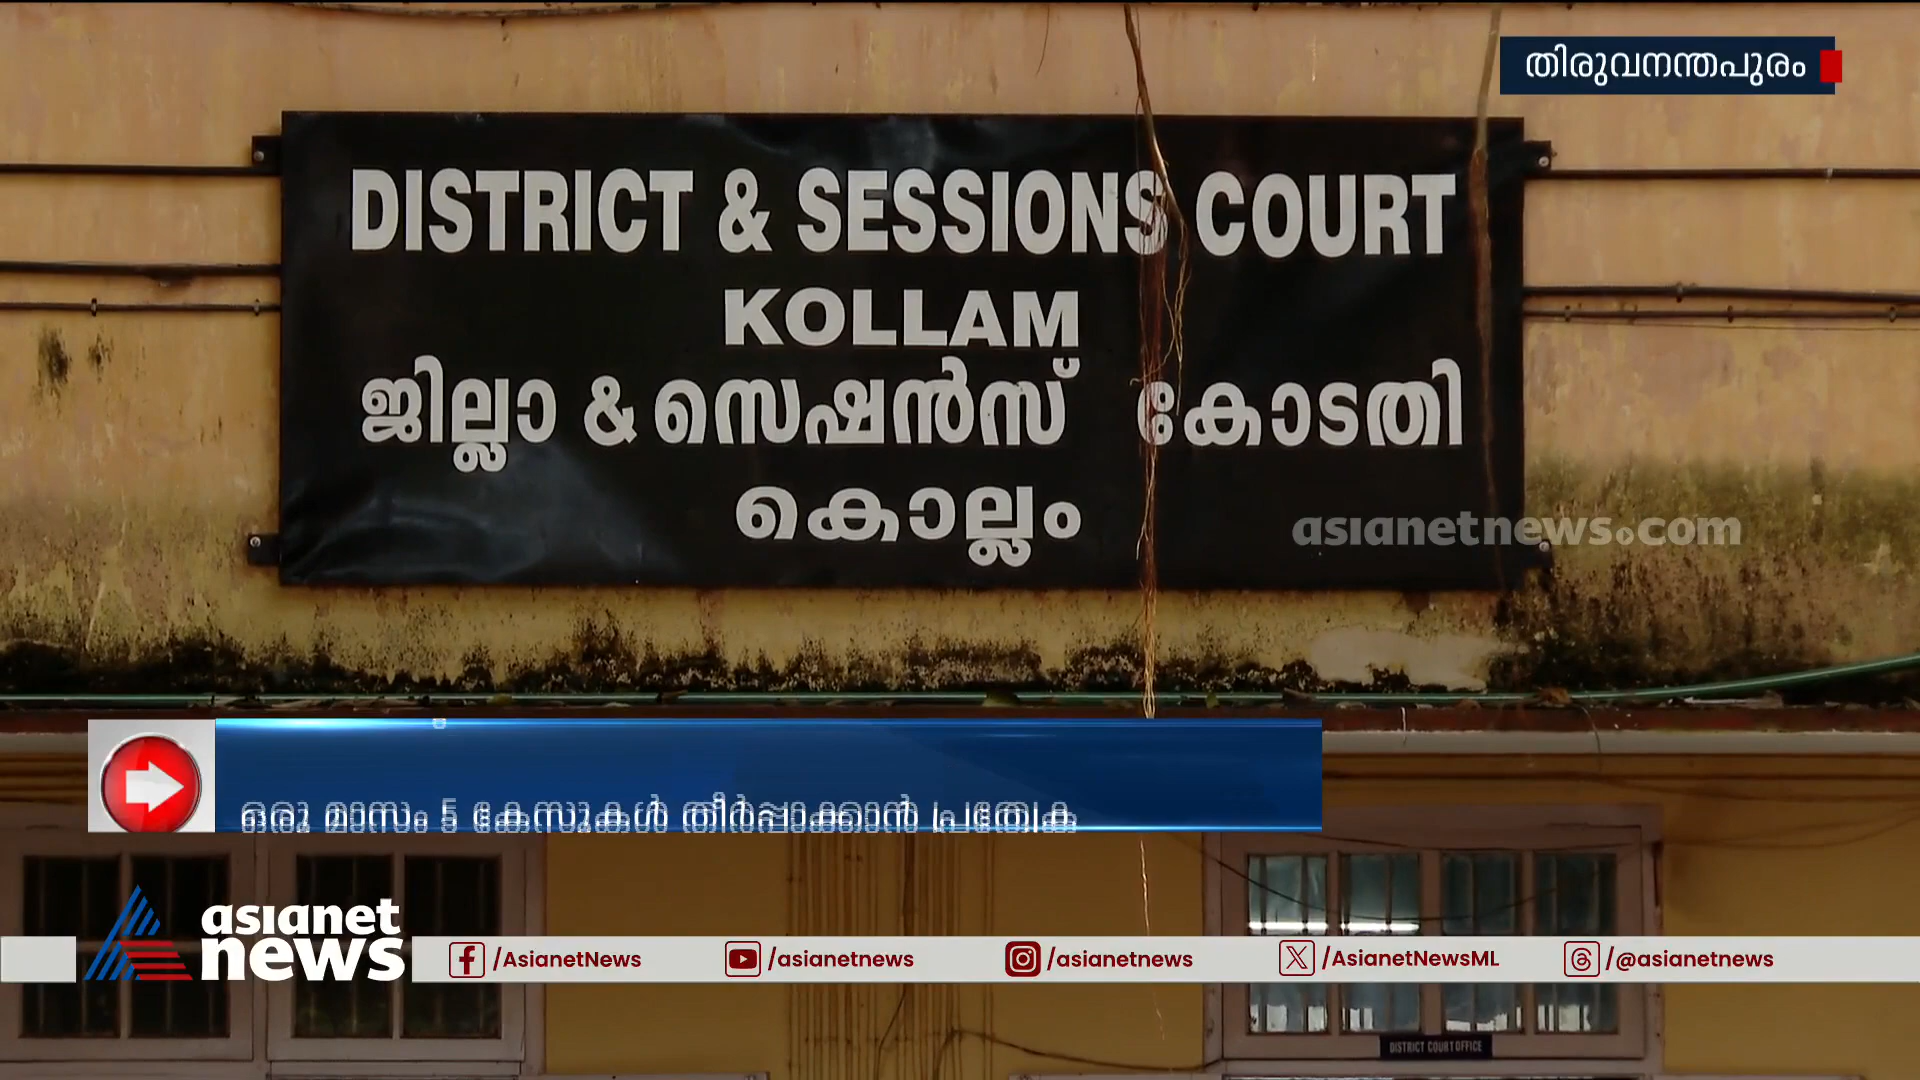 തിരുവനന്തപുരം
DISTRICT & SESSIONS COURT
KOLLAM
ജില്ലാ & സെഷൻസ് കോടതി
കൊല്ലം
asianetnews.com
ഒരു മാസം 5 കേസുകൾ തീർപ്പാക്കാൻ പ്രത്യേക
asianet
news
/AsianetNews
/asianetnews
/asianetnews
/AsianetNewsML
/@asianetnews
DISTRICT COURT OFFICE